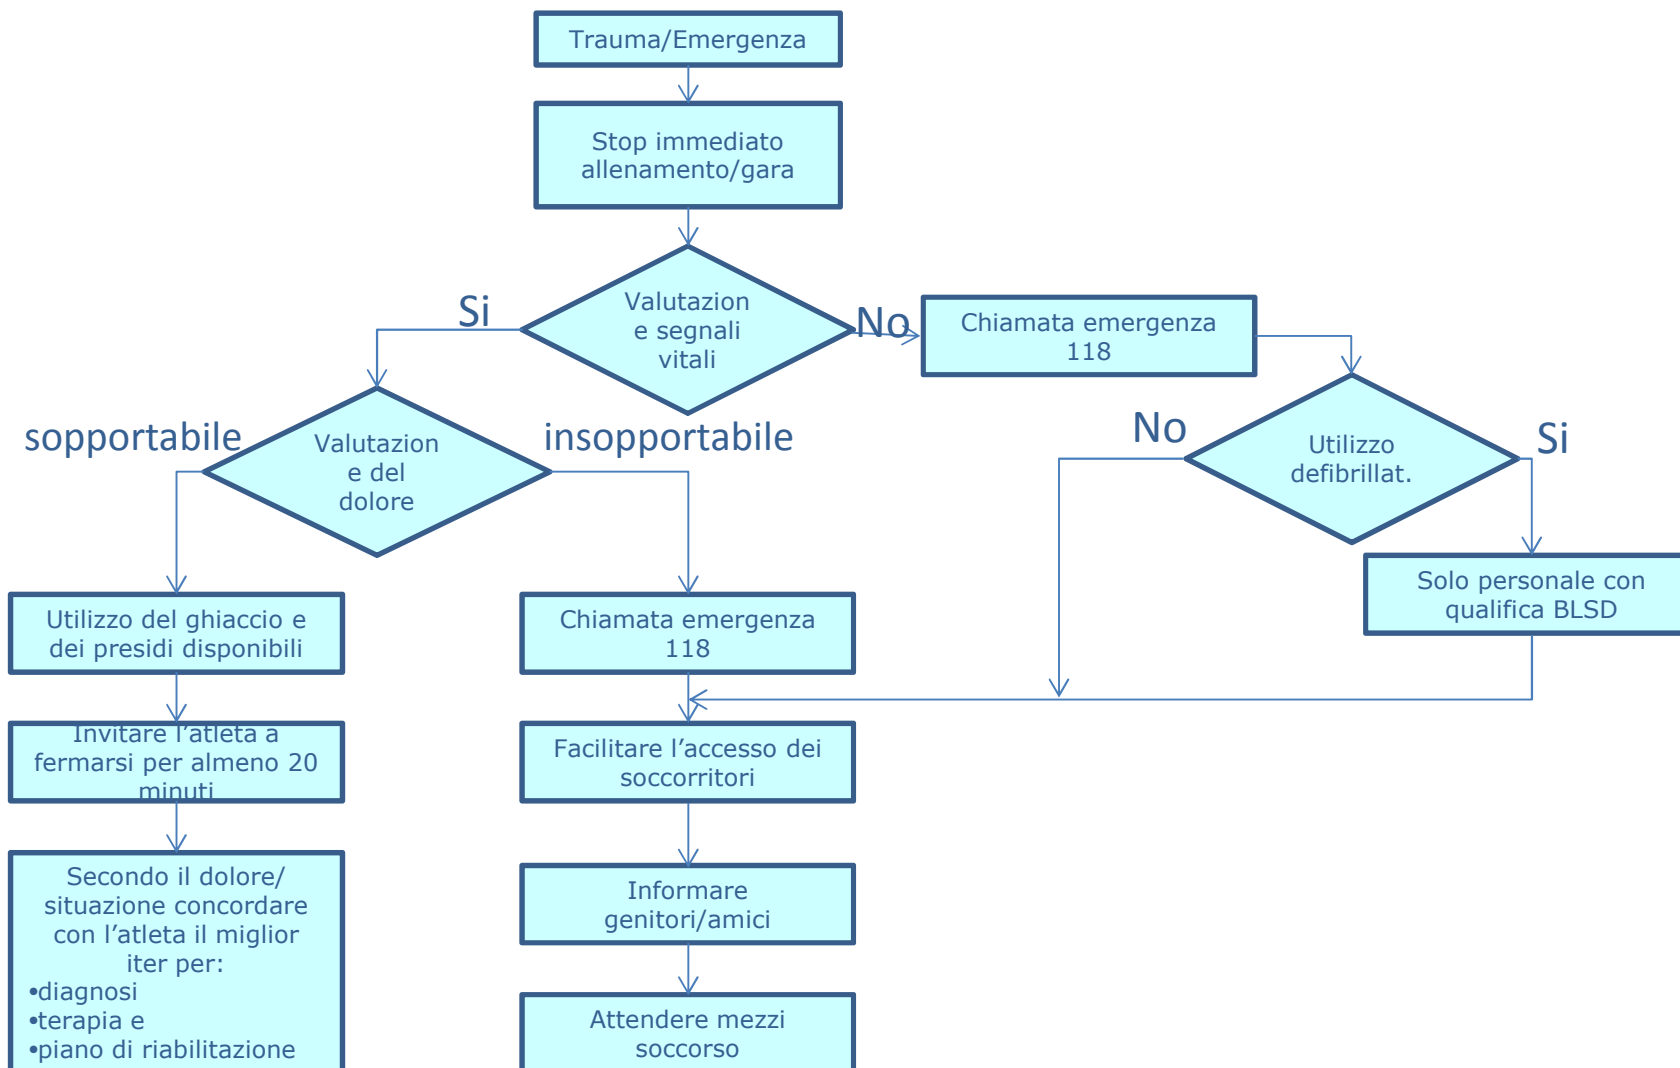 Trauma/Emergenza
Stop immediato
allenamento/gara
Valutazion
e segnali
vitali
Si
No
Chiamata emergenza
118
sopportabile
Valutazion
e del
dolore
insopportabile
No
Utilizzo
defibrillat.
Si
Solo personale con
qualifica BLSD
Utilizzo del ghiaccio e
dei presidi disponibili
Chiamata emergenza
118
Invitare l’atleta a
fermarsi per almeno 20
minuti
Facilitare l’accesso dei
soccorritori
Secondo il dolore/
situazione concordare
con l’atleta il miglior
iter per:
•diagnosi
•terapia e
•piano di riabilitazione
Informare
genitori/amici
Attendere mezzi
soccorso